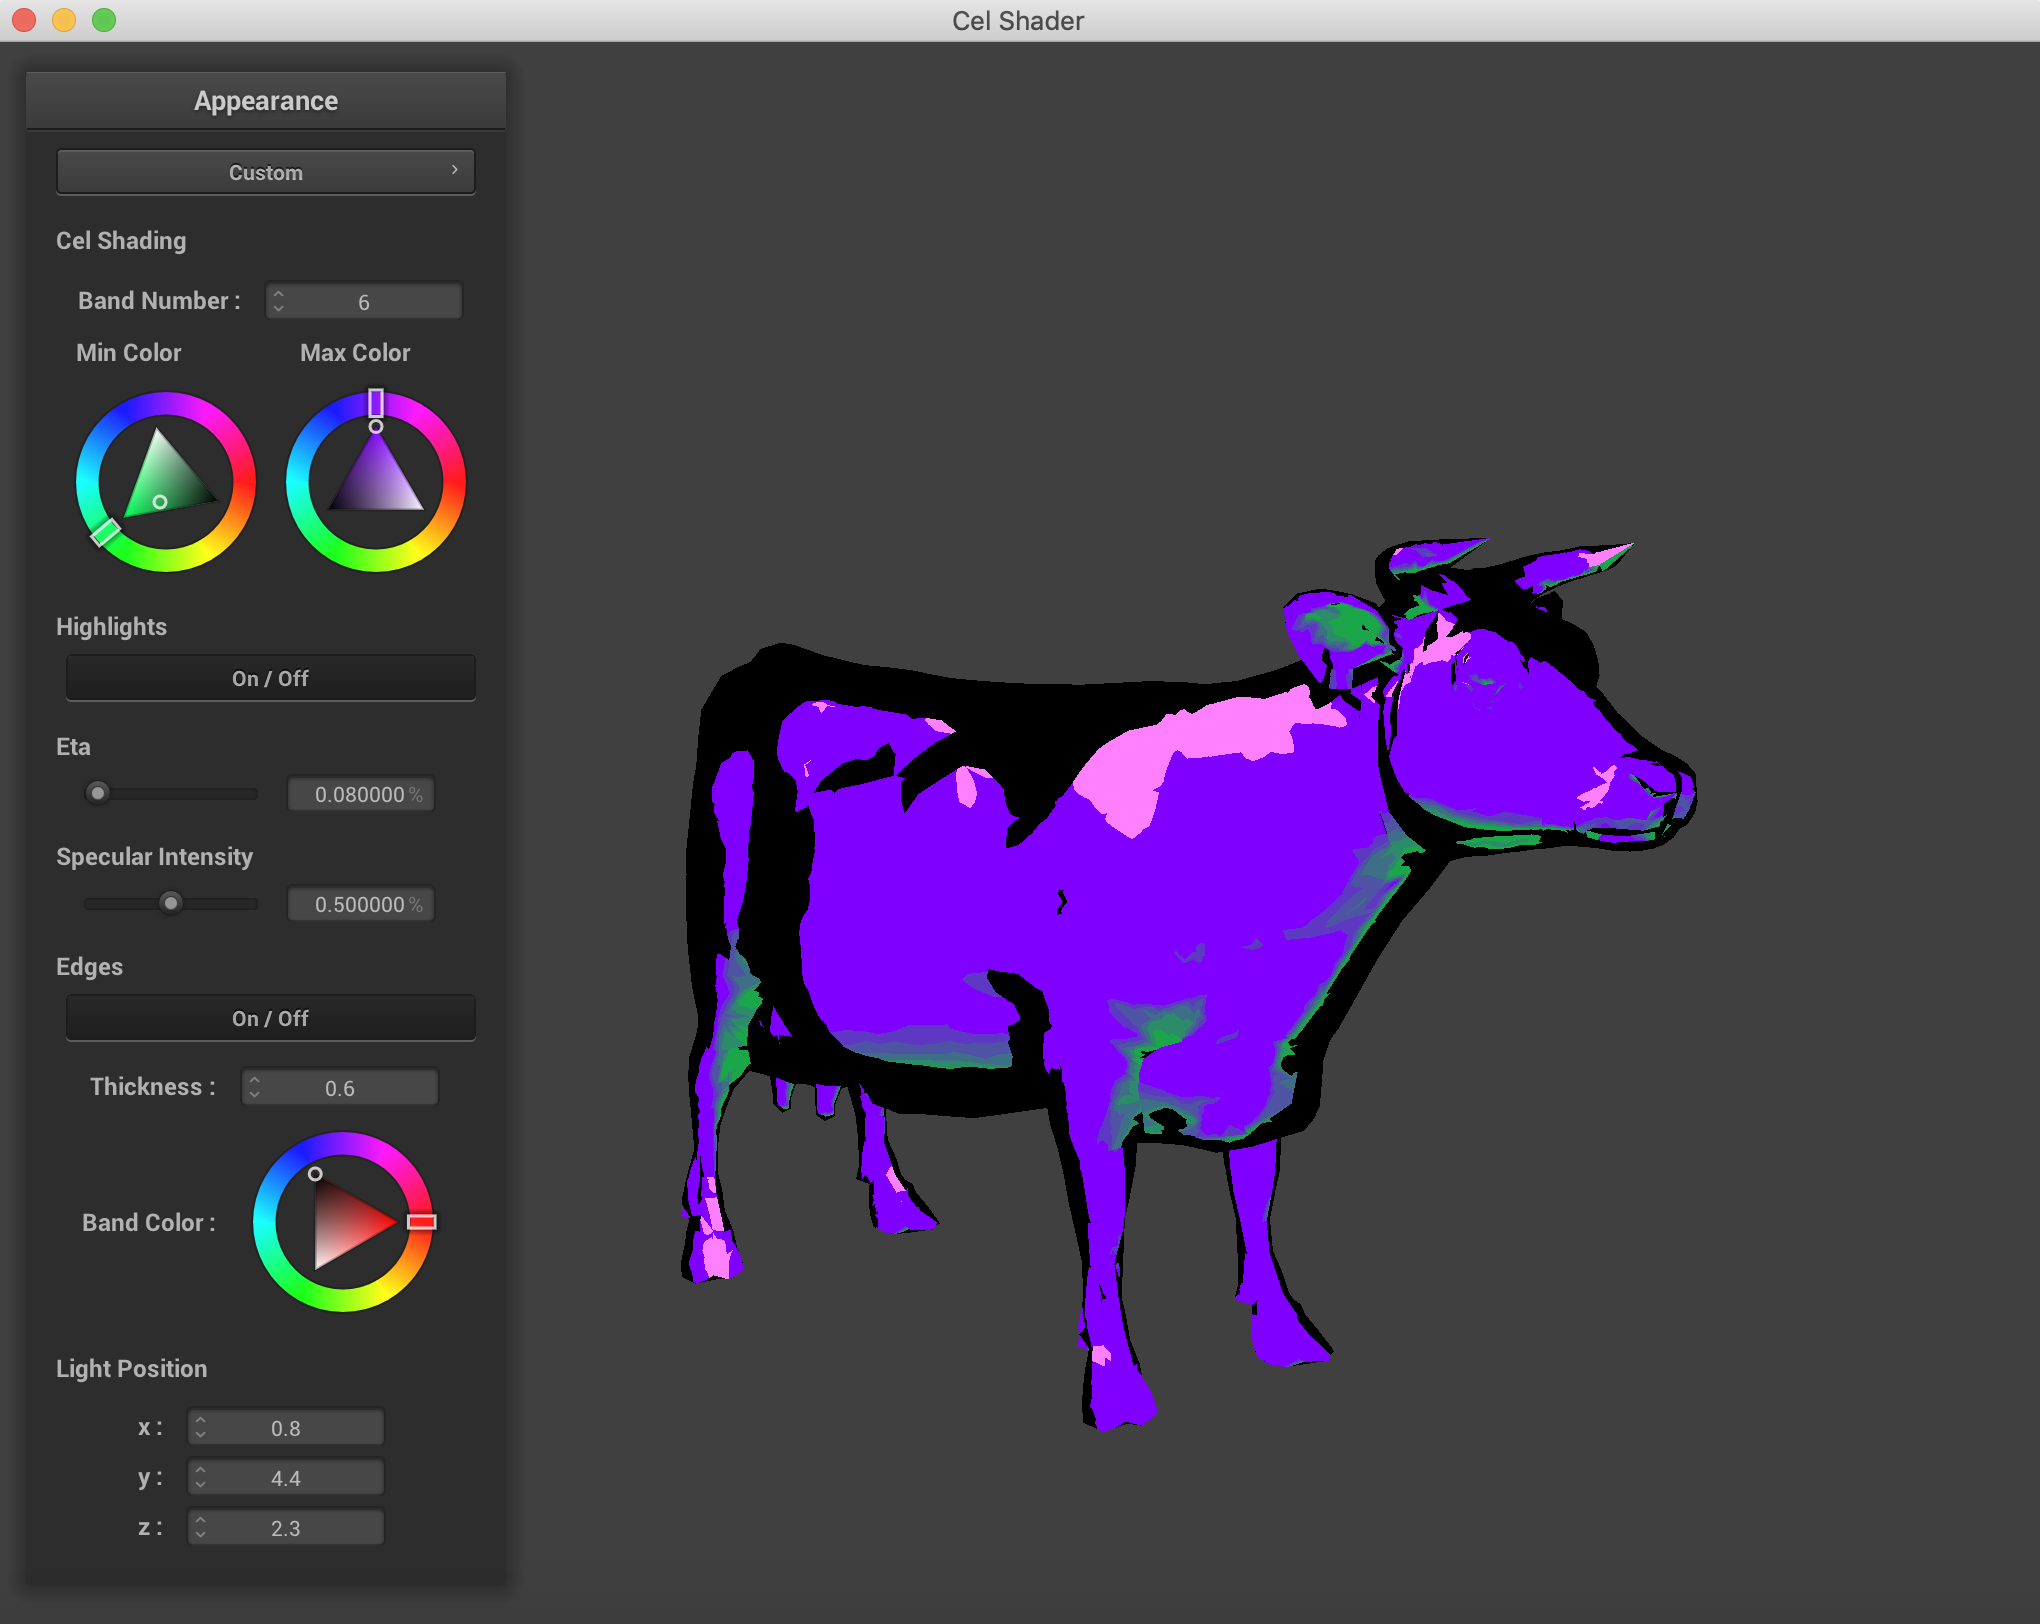 Cel Shader
Appearance
Custom
Cel Shading
Band Number : 6
Min Color Max Color
Highlights
On / Off
Eta
0.080000 %
Specular Intensity
0.500000 %
Edges
On / Off
Thickness : 0.6
Band Color :
Light Position
x : 0.8
y : 4.4
z : 2.3